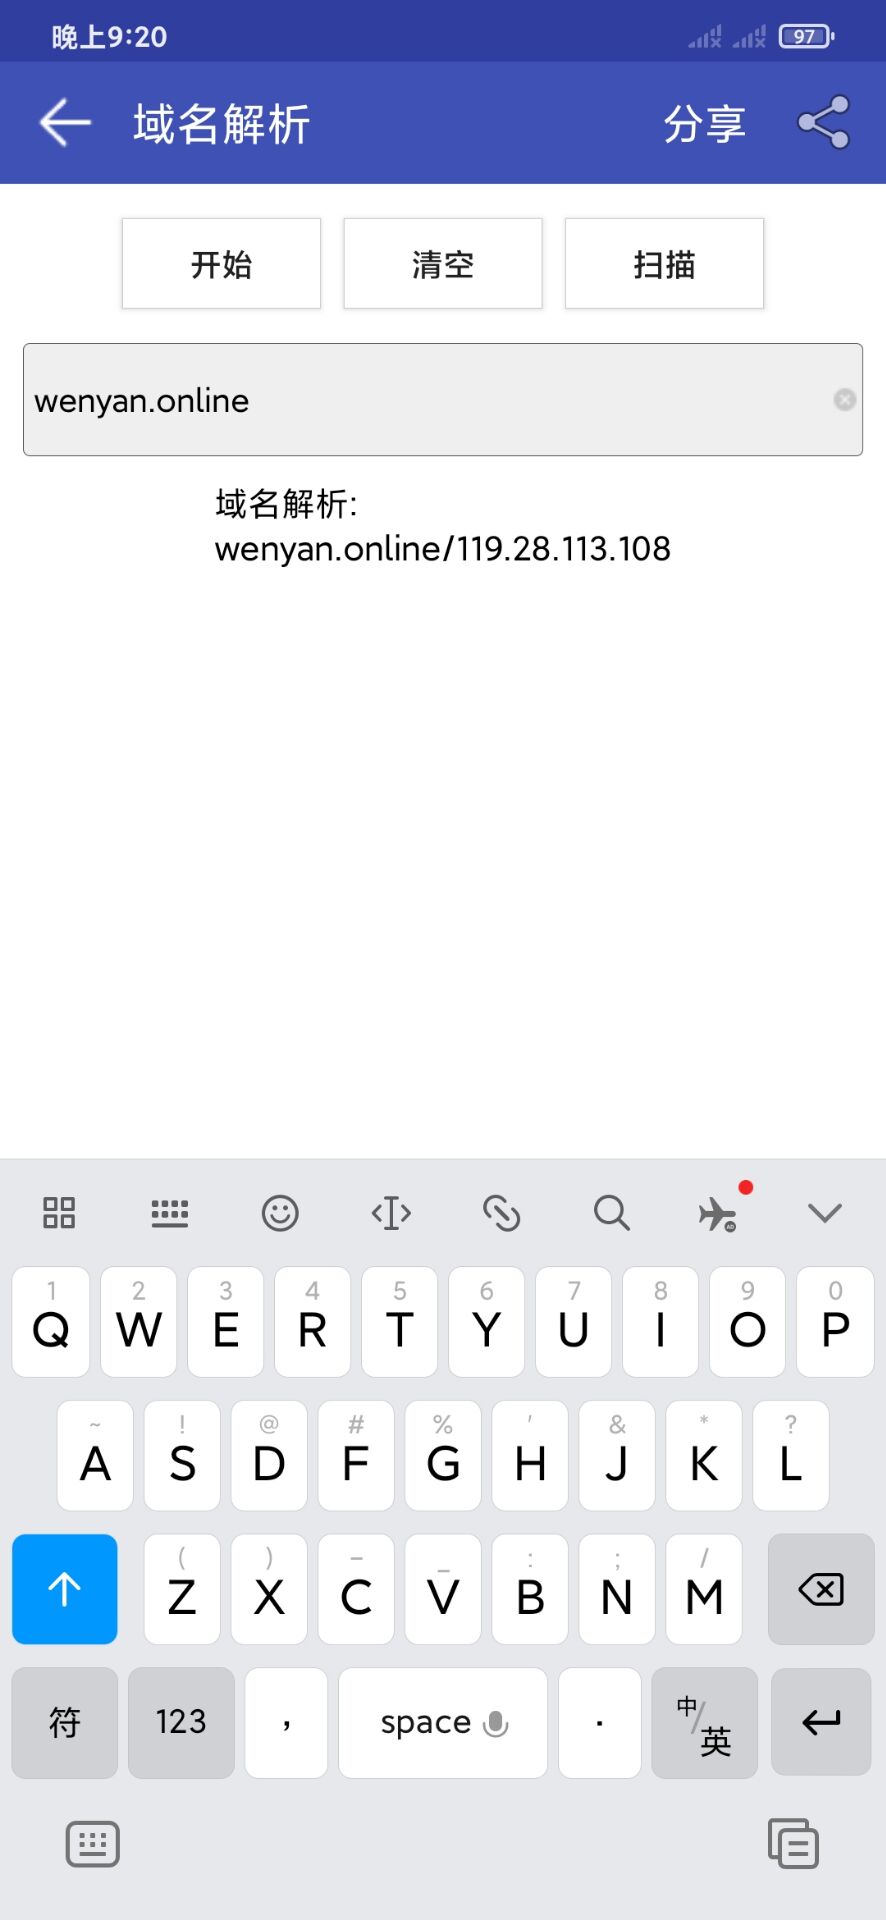 晚上9:20
97
域名解析
分享
开始
清空
扫描
wenyan.online
域名解析:
wenyan.online/119.28.113.108
1 2 3 4 5 6 7 8 9 0
Q W E R T Y U I O P
~ ! @ # % ' & * ?
A S D F G H J K L
( ) - _ : ; /
Z X C V B N M
符 123 , space . 中/英